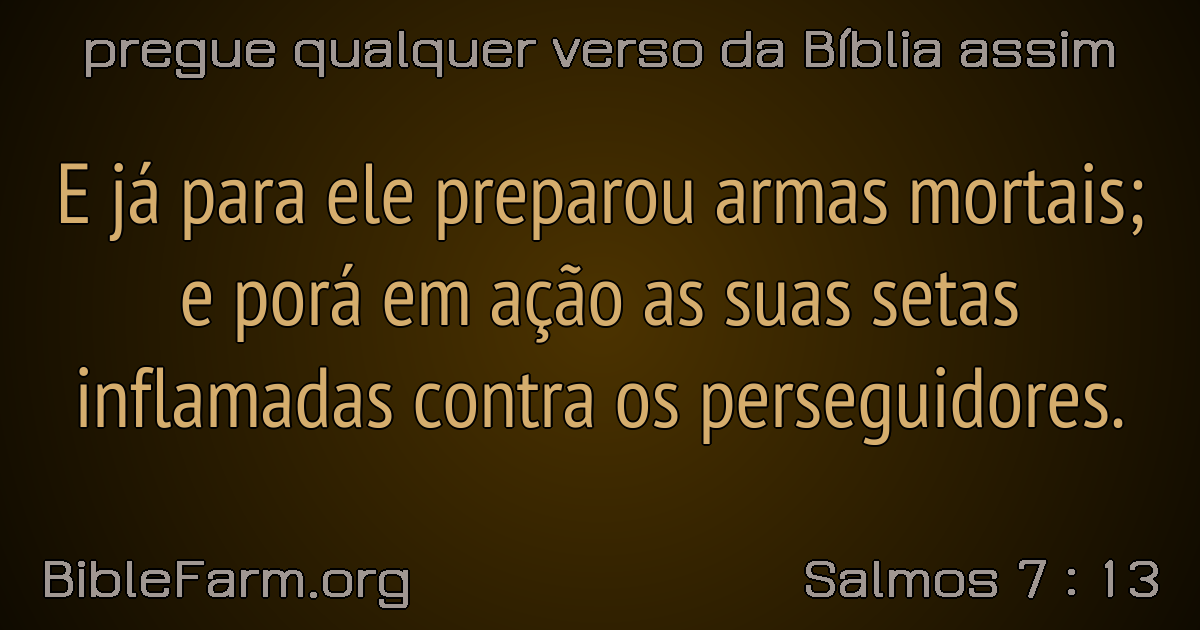 pregue qualquer verso da Bíblia assim
E já para ele preparou armas mortais;
e porá em ação as suas setas
inflamadas contra os perseguidores.
BibleFarm.org
Salmos 7 : 13